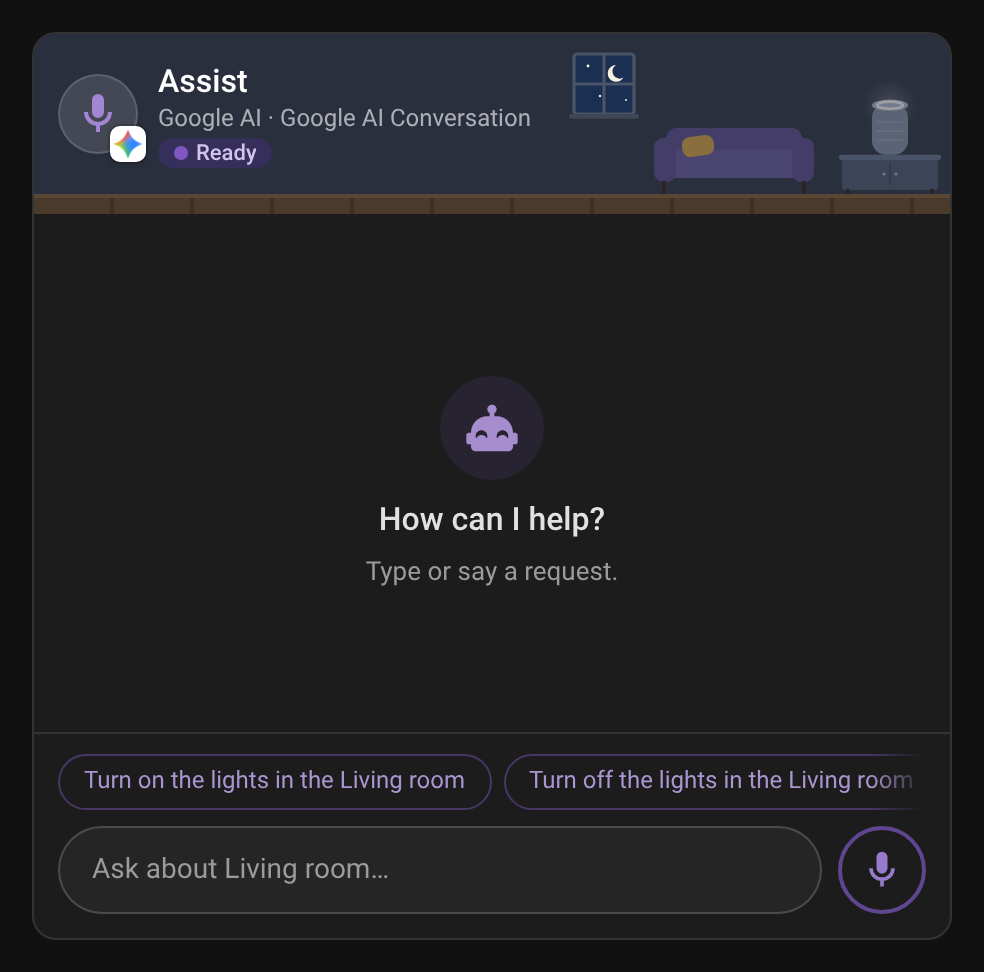 Assist
Google AI · Google AI Conversation
Ready
How can I help?
Type or say a request.
Turn on the lights in the Living room
Turn off the lights in the Living room
Ask about Living room…